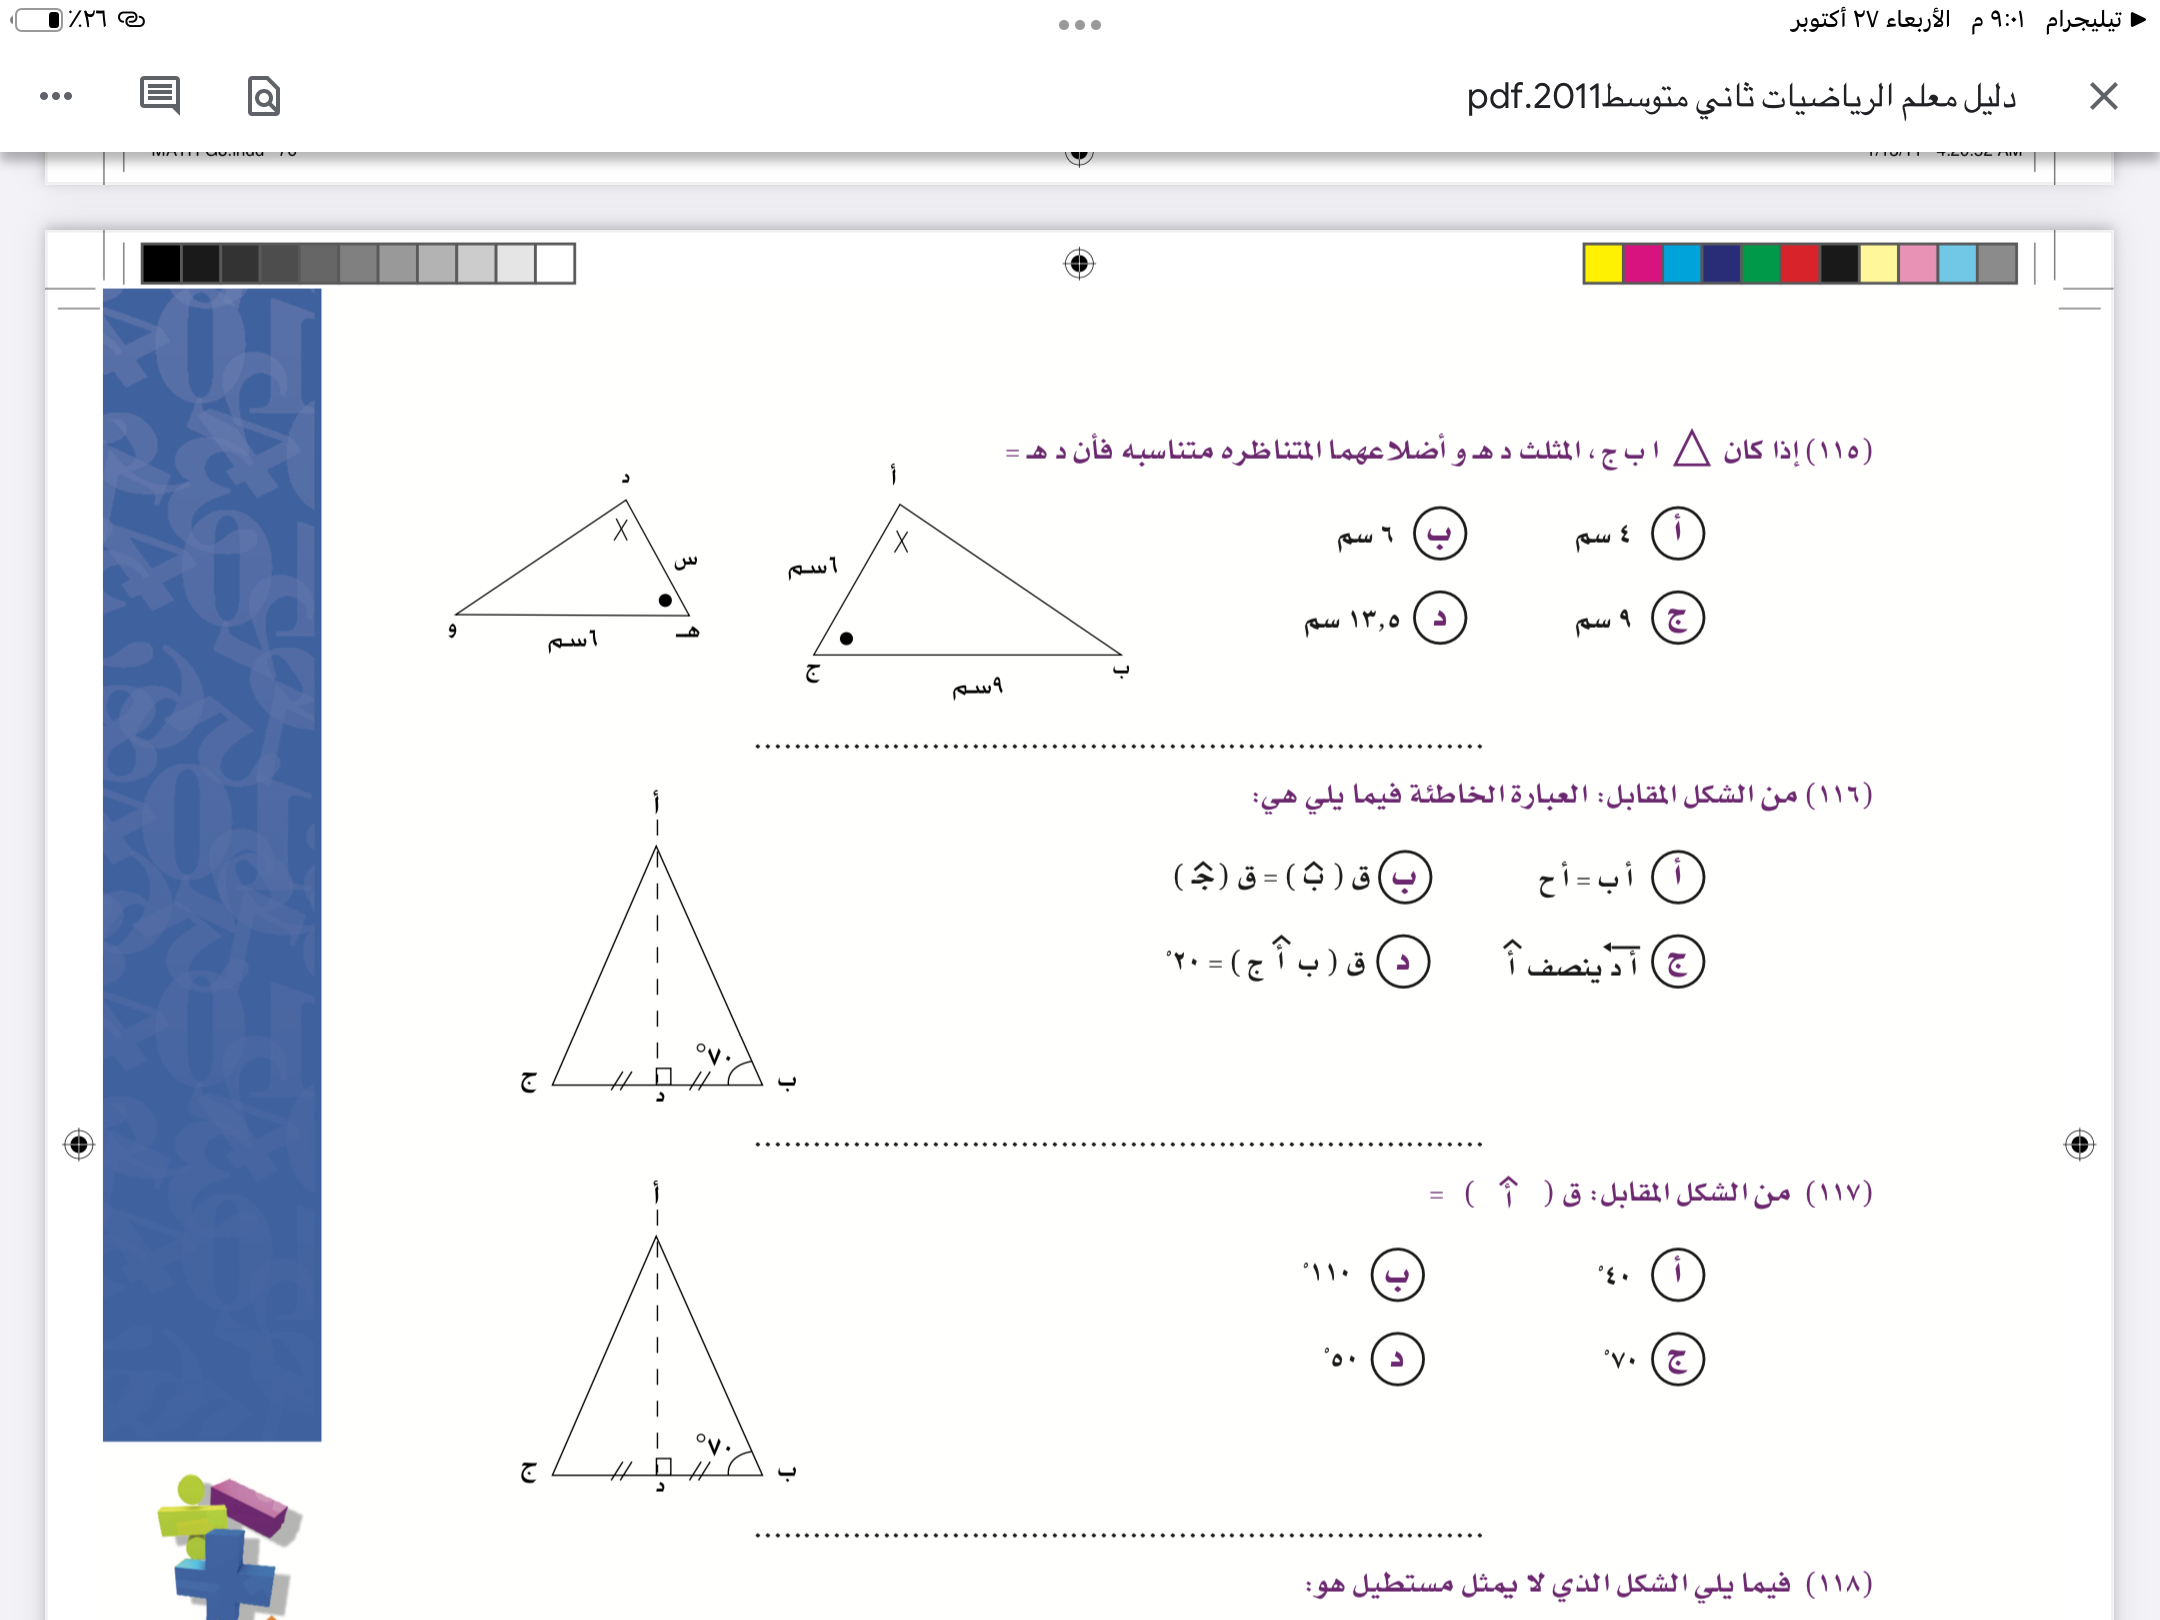 تيليجرام ٩:٠١ م الأربعاء ٢٧ أكتوبر
٪٢٦
دليل معلم الرياضيات ثاني متوسط2011.pdf
(١١٥) إذا كان △ ا ب ج ، المثلث د هـ و أضلاعهما المتناظره متناسبه فأن د هـ =
أ ٤ سم
ب ٦ سم
ج ٩ سم
د ١٣,٥ سم
أ
٦سم
ج
ب
٩سم
د
س
هـ
و
٦سم
(١١٦) من الشكل المقابل: العبارة الخاطئة فيما يلي هي:
أ أ ب = أ ح
ب ق ( ب̂ ) = ق ( جـ̂ )
ج أ د ينصف أ̂
د ق ( ب أ̂ ج ) = ٢٠°
أ
٧٠°
ج
د
ب
(١١٧) من الشكل المقابل: ق ( أ̂ ) =
أ ٤٠°
ب ١١٠°
ج ٧٠°
د ٥٠°
أ
٧٠°
ج
د
ب
(١١٨) فيما يلي الشكل الذي لا يمثل مستطيل هو: